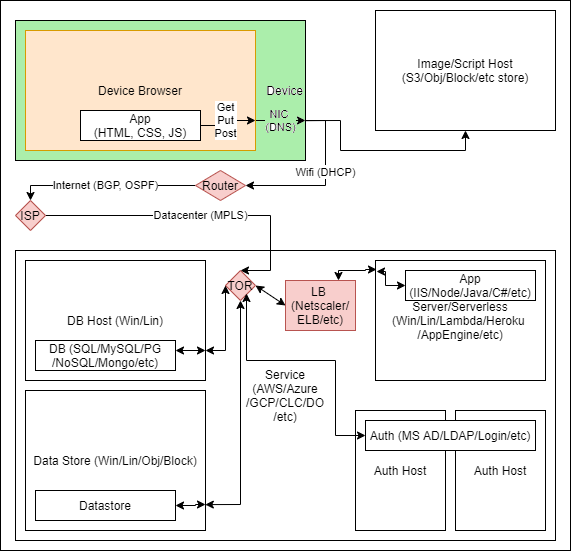 Image/Script Host
(S3/Obj/Block/etc store)
Device Browser
Device
App
(HTML, CSS, JS)
Get
Put
Post
NIC
(DNS)
Wifi (DHCP)
Internet (BGP, OSPF)
Router
ISP
Datacenter (MPLS)
TOR
LB
(Netscaler/
ELB/etc)
App
(IIS/Node/Java/C#/etc)
Server/Serverless
(Win/Lin/Lambda/Heroku
/AppEngine/etc)
DB Host (Win/Lin)
DB (SQL/MySQL/PG
/NoSQL/Mongo/etc)
Service
(AWS/Azure
/GCP/CLC/DO
/etc)
Auth (MS AD/LDAP/Login/etc)
Auth Host
Auth Host
Data Store (Win/Lin/Obj/Block)
Datastore